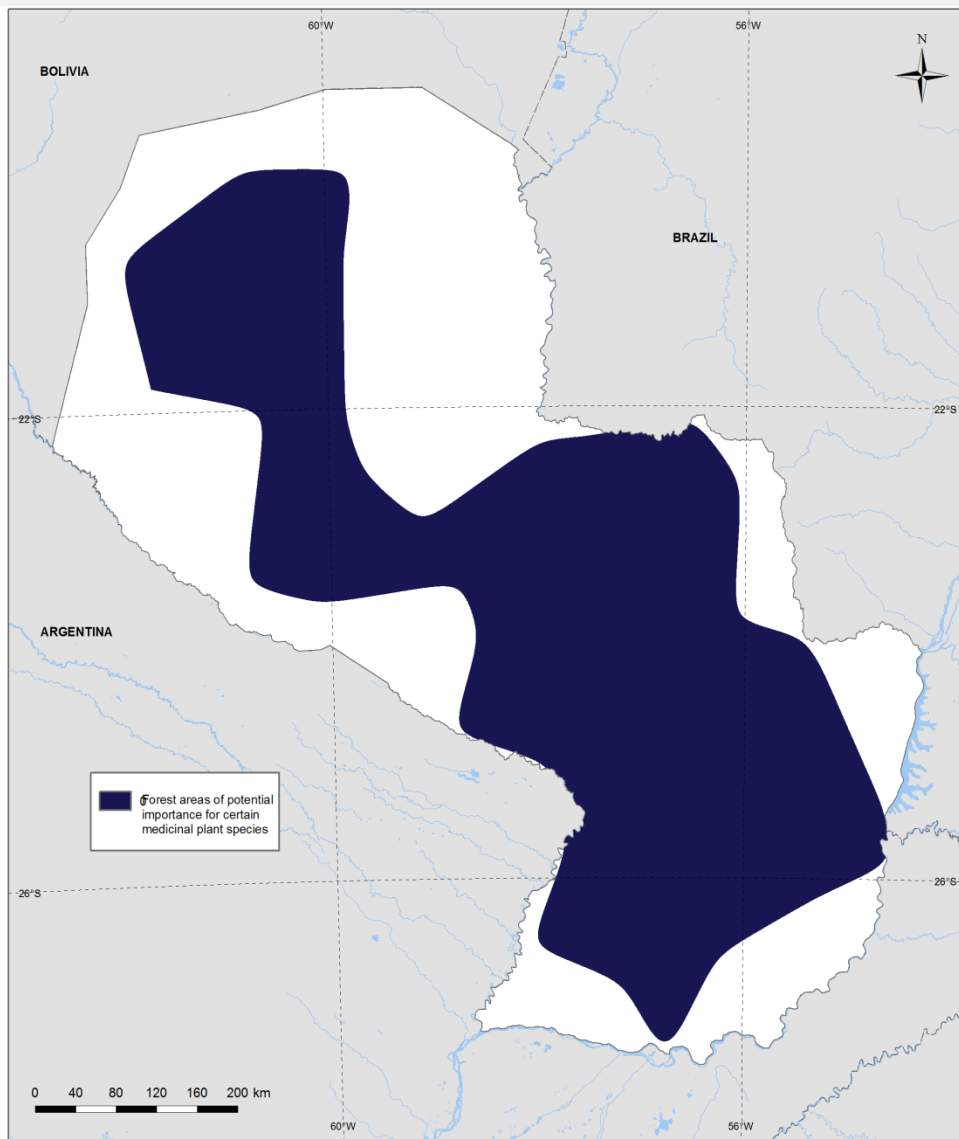 60°W
56°W
N
BOLIVIA
BRAZIL
22°S
22°S
ARGENTINA
0
Forest areas of potential
importance for certain
medicinal plant species
26°S
26°S
0 40 80 120 160 200 km
60°W
56°W